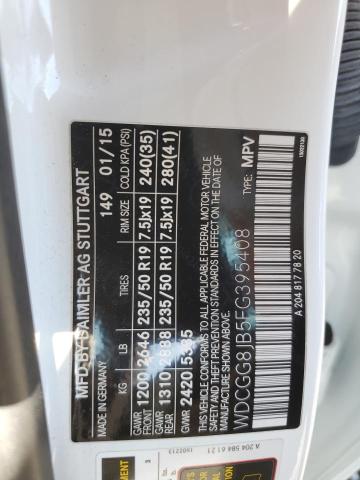 MFD BY DAIMLER AG STUTTGART
149 01/15
MADE IN GERMANY
KG LB TIRES RIM SIZE COLD KPA (PSI)
GAWR FRONT 1200 2646 235/50 R19 7.5Jx19 240(35)
GAWR REAR 1310 2888 235/50 R19 7.5Jx19 280(41)
GVWR 2420 5335
THIS VEHICLE CONFORMS TO ALL APPLICABLE FEDERAL MOTOR VEHICLE
SAFETY AND THEFT PREVENTION STANDARDS IN EFFECT ON THE DATE OF
MANUFACTURE SHOWN ABOVE.
WDCGG8JB5FG395408 TYPE: MPV
A 204 817 78 20
1502130
A 204 584 61 21
1502213